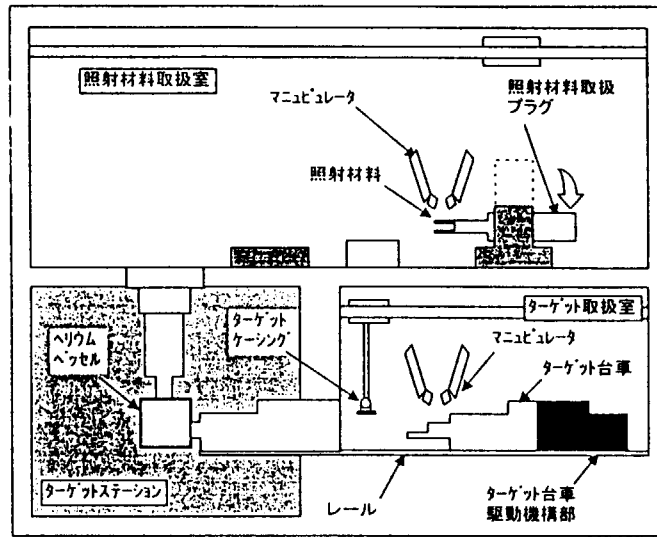 照射材料取扱室
マニュピュレータ
照射材料取扱
プラグ
照射材料
ヘリウム
ベッセル
ターゲット
ケーシング
ターゲット取扱室
マニュピュレータ
ターゲット台車
ターゲットステーション
レール
ターゲット台車
駆動機構部